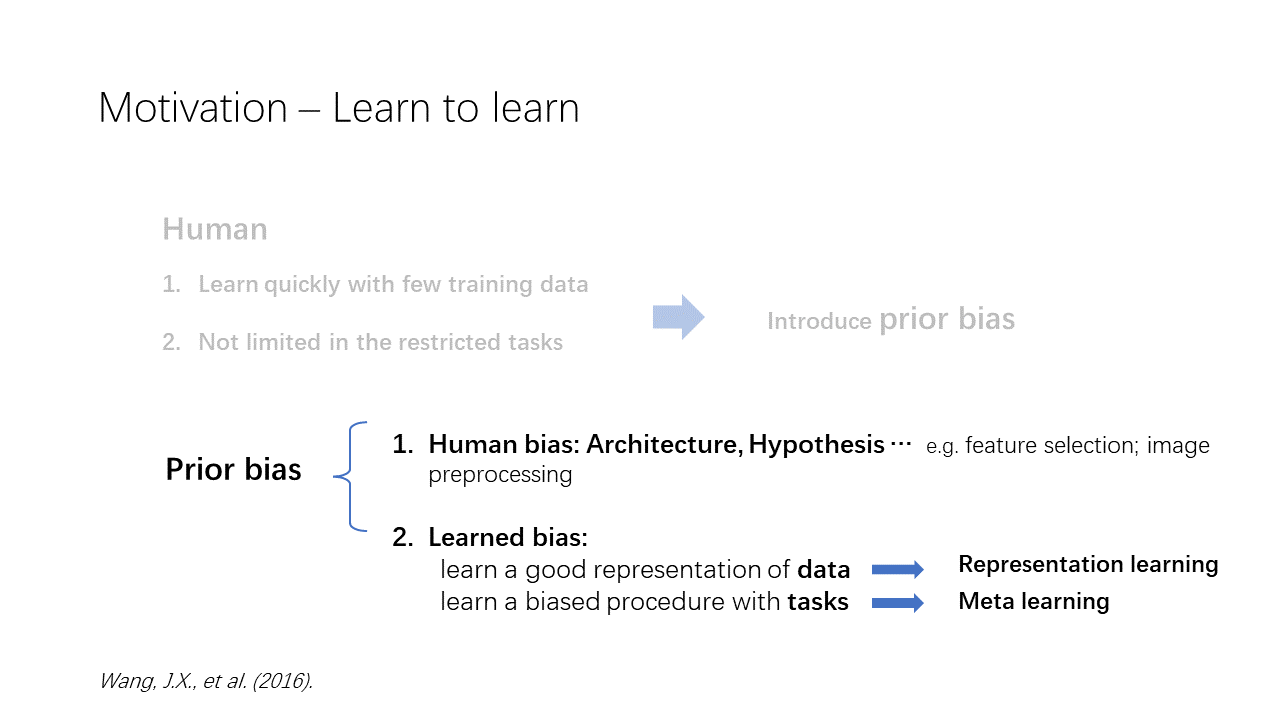 Motivation – Learn to learn
Human
1. Learn quickly with few training data
2. Not limited in the restricted tasks
Introduce prior bias
Prior bias
1. Human bias: Architecture, Hypothesis ··· e.g. feature selection; image
preprocessing
2. Learned bias:
learn a good representation of data
Representation learning
learn a biased procedure with tasks
Meta learning
Wang, J.X., et al. (2016).